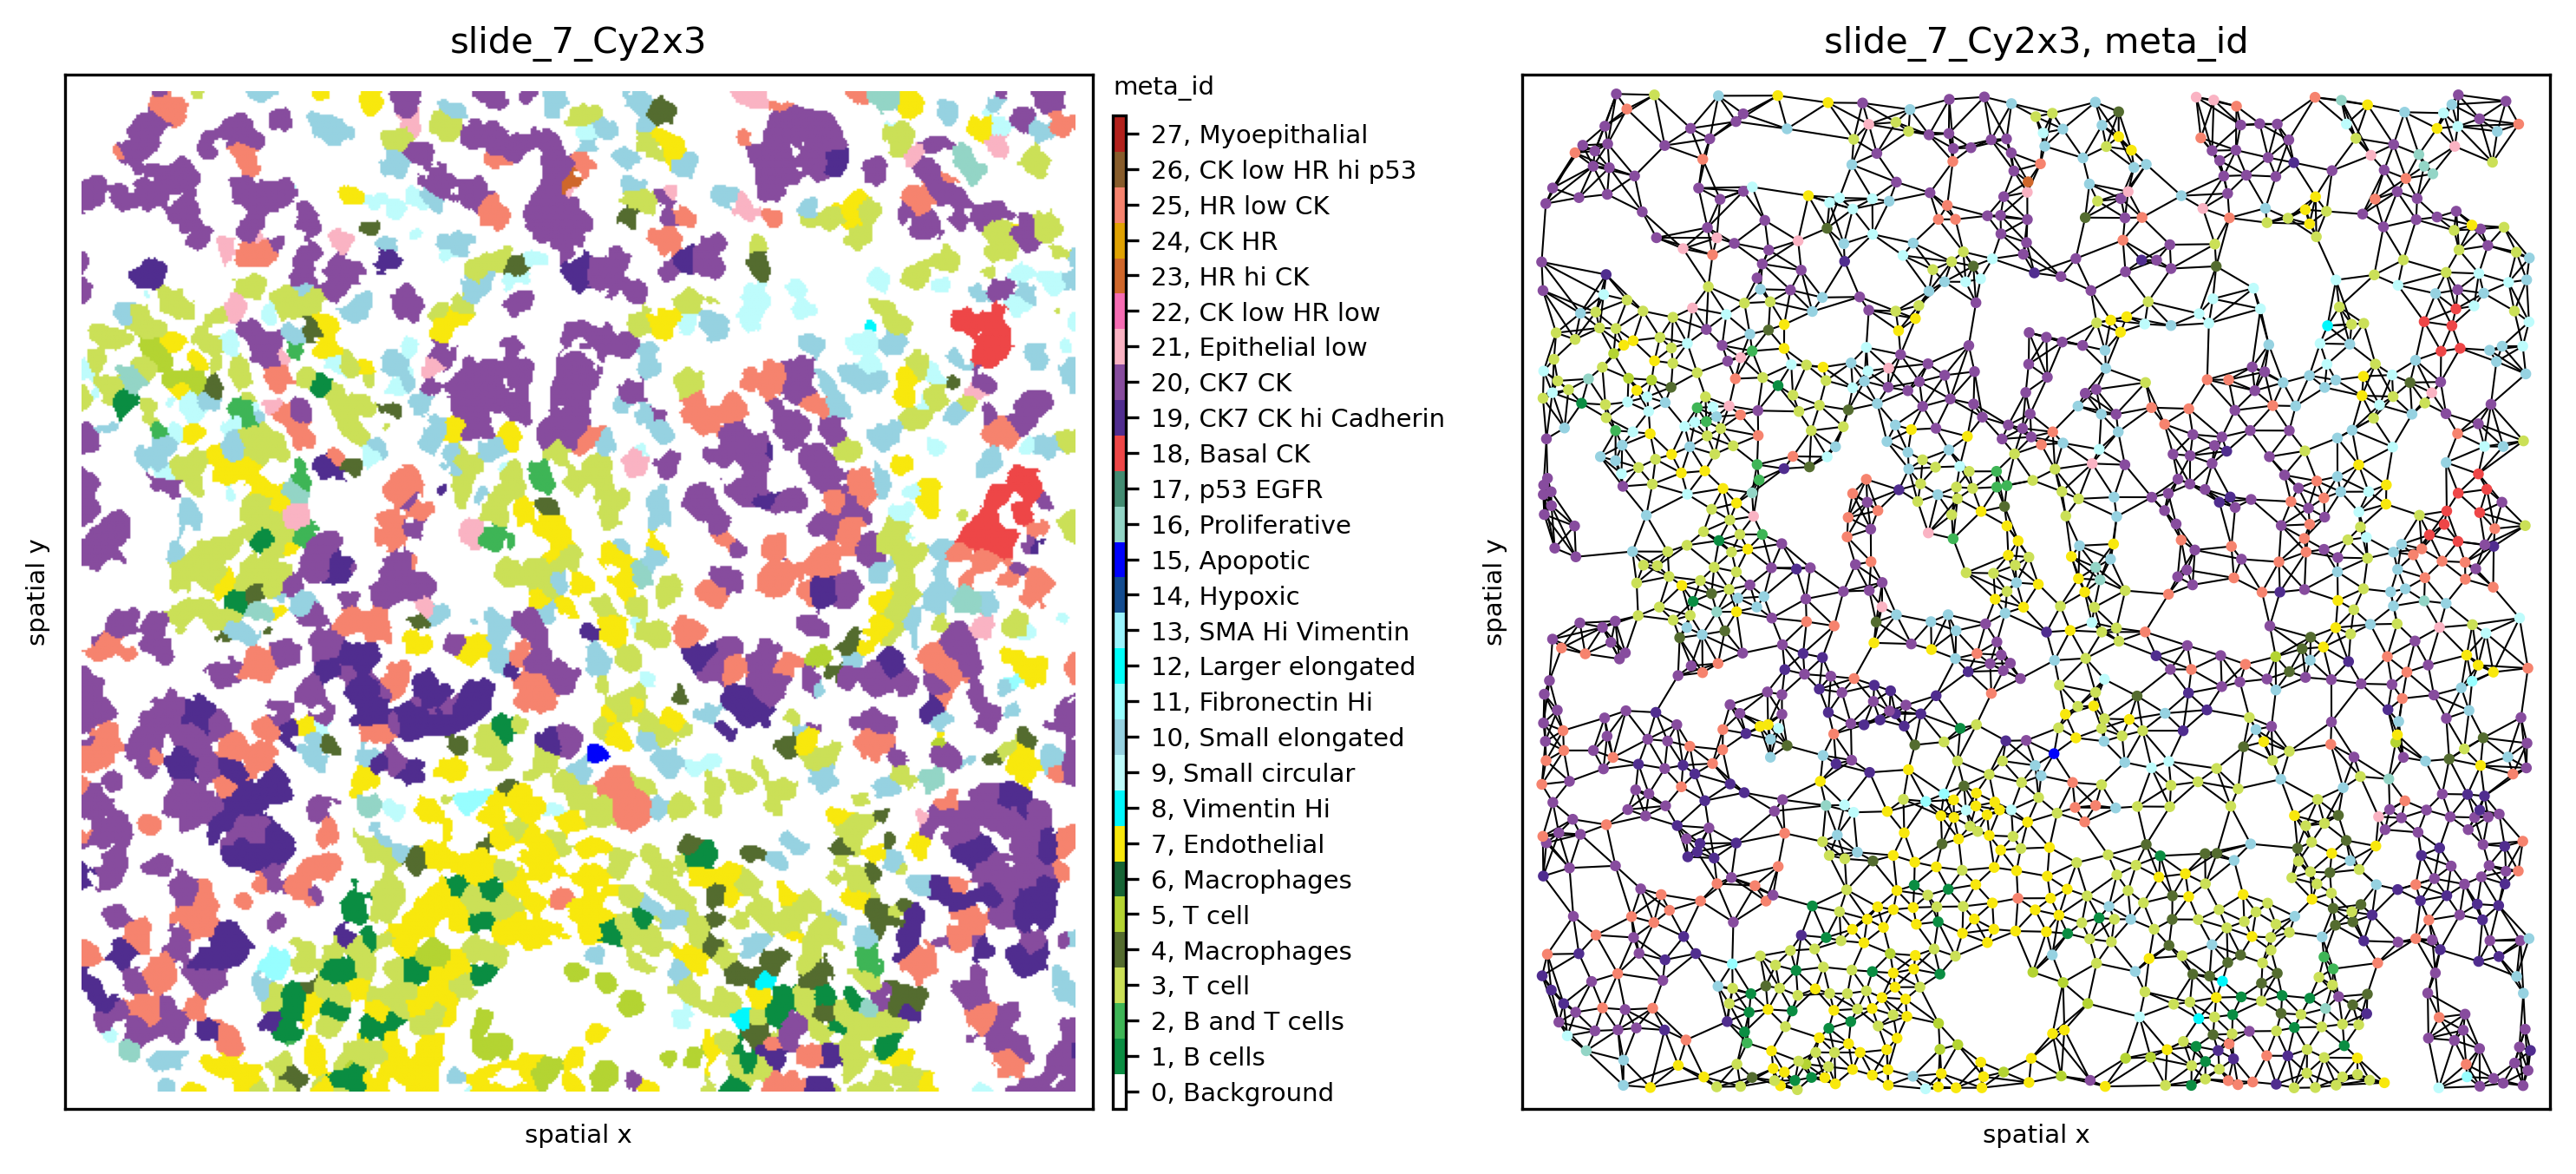 slide_7_Cy2x3
spatial y
spatial x
meta_id
27, Myoepithalial
26, CK low HR hi p53
25, HR low CK
24, CK HR
23, HR hi CK
22, CK low HR low
21, Epithelial low
20, CK7 CK
19, CK7 CK hi Cadherin
18, Basal CK
17, p53 EGFR
16, Proliferative
15, Apopotic
14, Hypoxic
13, SMA Hi Vimentin
12, Larger elongated
11, Fibronectin Hi
10, Small elongated
9, Small circular
8, Vimentin Hi
7, Endothelial
6, Macrophages
5, T cell
4, Macrophages
3, T cell
2, B and T cells
1, B cells
0, Background
slide_7_Cy2x3, meta_id
spatial y
spatial x